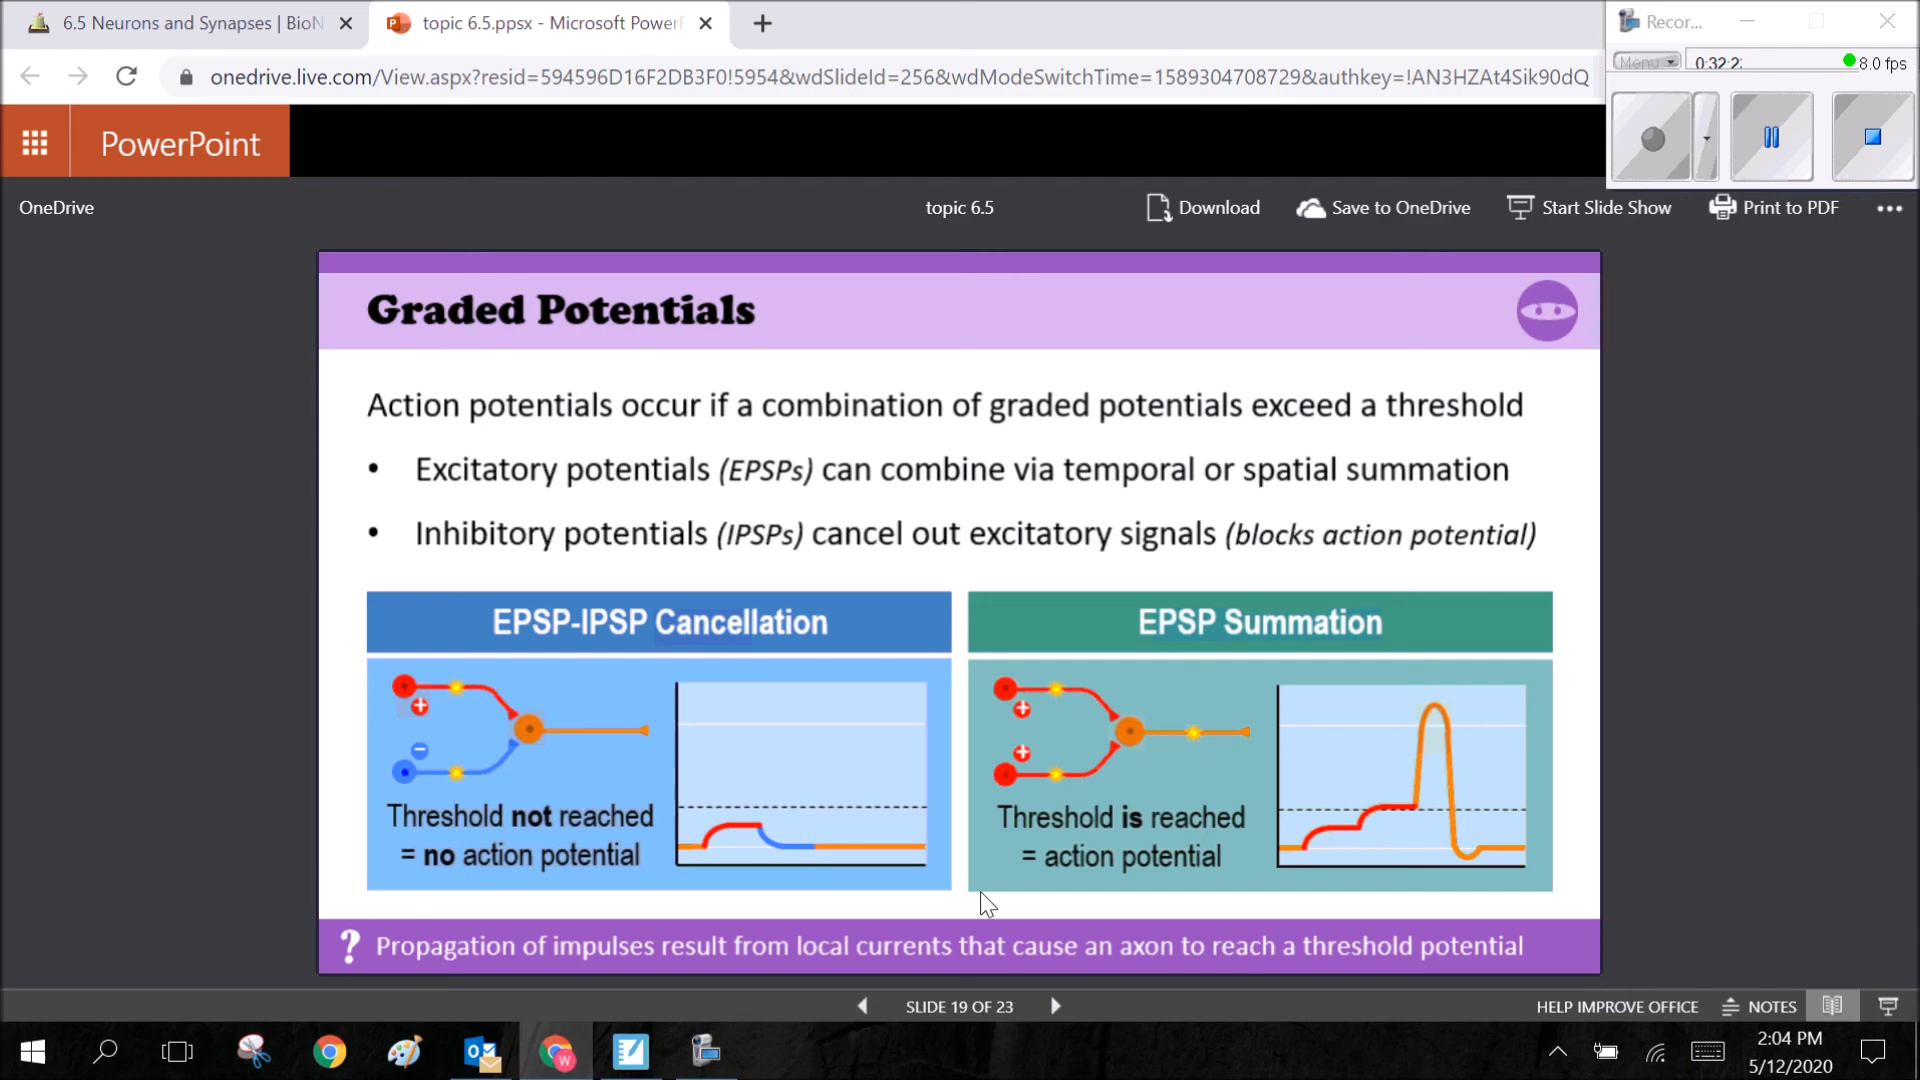 6.5 Neurons and Synapses | BioN
topic 6.5.ppsx - Microsoft PowerP
Recor...
onedrive.live.com/View.aspx?resid=594596D16F2DB3F0!5954&wdSlideId=256&wdModeSwitchTime=1589304708729&authkey=!AN3HZAt4Sik90dQ
Menu
0:32:2
8.0 fps
PowerPoint
OneDrive
topic 6.5
Download
Save to OneDrive
Start Slide Show
Print to PDF
Graded Potentials
Action potentials occur if a combination of graded potentials exceed a threshold
• Excitatory potentials (EPSPs) can combine via temporal or spatial summation
• Inhibitory potentials (IPSPs) cancel out excitatory signals (blocks action potential)
EPSP-IPSP Cancellation
Threshold not reached
= no action potential
EPSP Summation
Threshold is reached
= action potential
? Propagation of impulses result from local currents that cause an axon to reach a threshold potential
SLIDE 19 OF 23
HELP IMPROVE OFFICE
NOTES
2:04 PM
5/12/2020